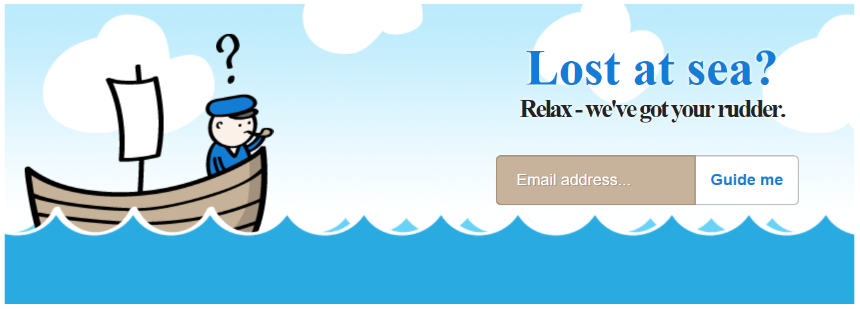 ?
Lost at sea?
Relax - we've got your rudder.
Email address...
Guide me